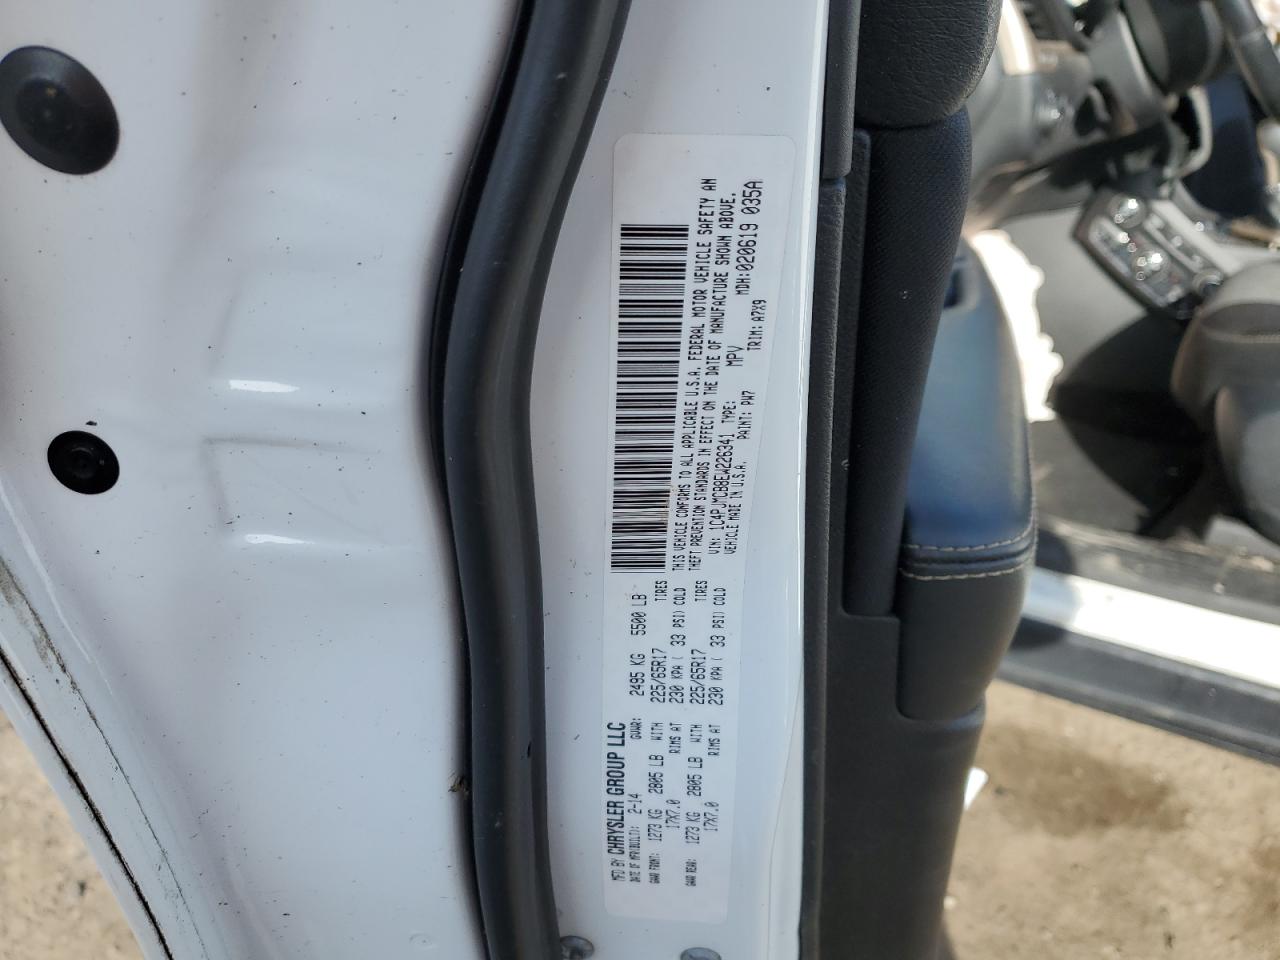 MFD BY CHRYSLER GROUP LLC
DATE OF MFR(BUILT): 2-14 GVWR: 2495 KG 5500 LB
GAWR FRONT: 1273 KG 2805 LB WITH 225/65R17 TIRES
17X7.0 RIMS AT 230 KPA ( 33 PSI) COLD
GAWR REAR: 1273 KG 2805 LB WITH 225/65R17 TIRES
17X7.0 RIMS AT 230 KPA ( 33 PSI) COLD
THIS VEHICLE CONFORMS TO ALL APPLICABLE U.S.A. FEDERAL MOTOR VEHICLE SAFETY AN
THEFT PREVENTION STANDARDS IN EFFECT ON THE DATE OF MANUFACTURE SHOWN ABOVE.
VIN: 1C4PJMCB8EW226341 TYPE: MPV MDH:020619 035A
VEHICLE MADE IN U.S.A. PAINT: PW7 TRIM: A7X9